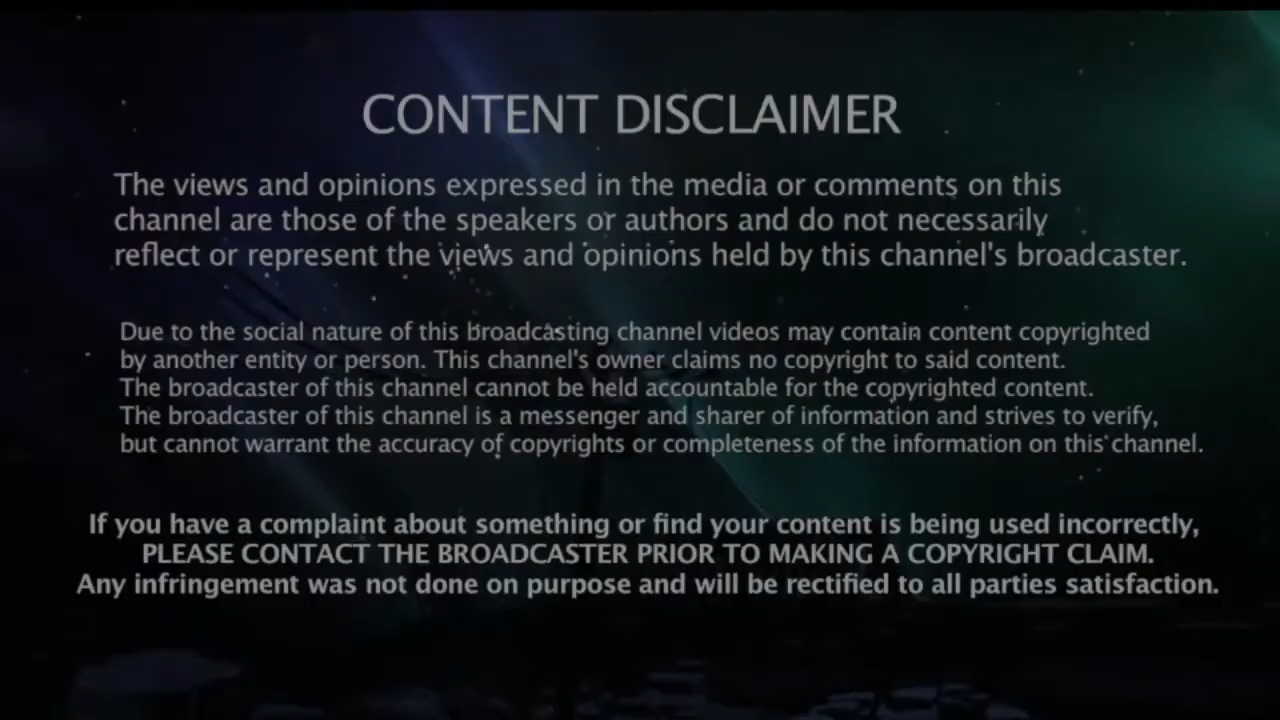 CONTENT DISCLAIMER
The views and opinions expressed in the media or comments on this
channel are those of the speakers or authors and do not necessarily
reflect or represent the views and opinions held by this channel's broadcaster.
Due to the social nature of this broadcasting channel videos may contain content copyrighted
by another entity or person. This channel's owner claims no copyright to said content.
The broadcaster of this channel cannot be held accountable for the copyrighted content.
The broadcaster of this channel is a messenger and sharer of information and strives to verify,
but cannot warrant the accuracy of copyrights or completeness of the information on this channel.
If you have a complaint about something or find your content is being used incorrectly,
PLEASE CONTACT THE BROADCASTER PRIOR TO MAKING A COPYRIGHT CLAIM.
Any infringement was not done on purpose and will be rectified to all parties satisfaction.